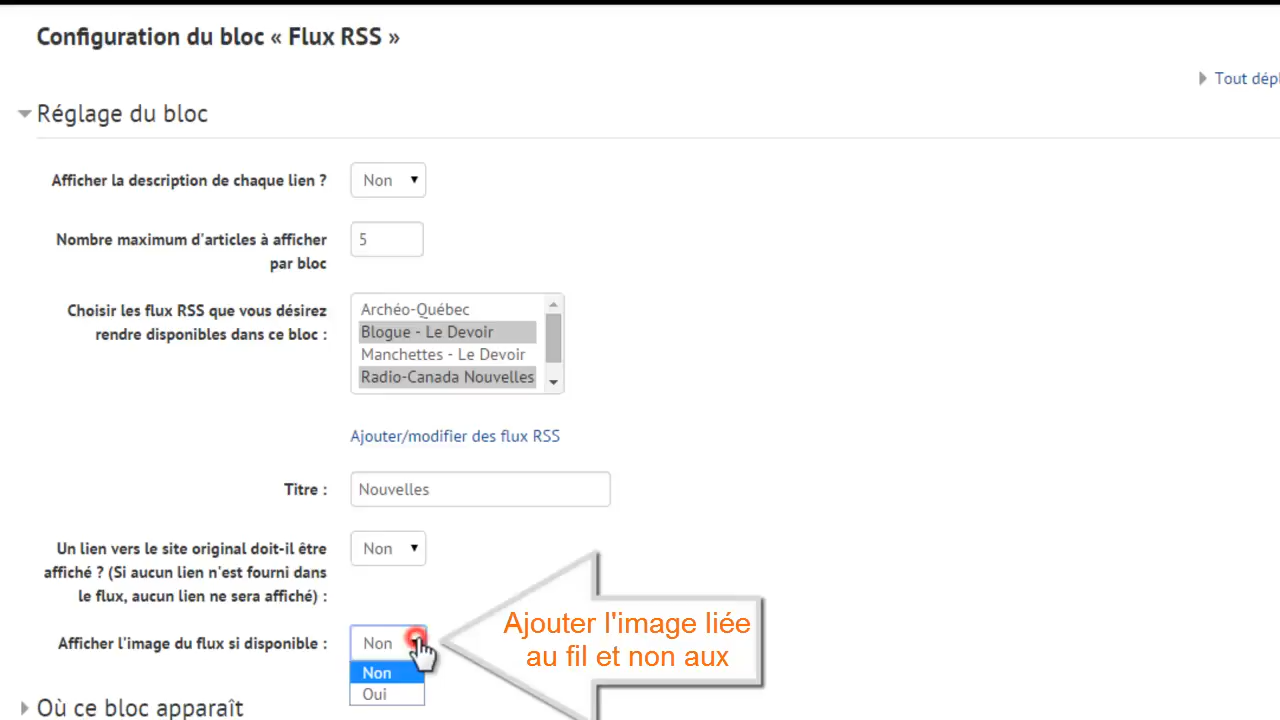 Configuration du bloc « Flux RSS »
Tout dépl
Réglage du bloc
Afficher la description de chaque lien ?
Non
Nombre maximum d'articles à afficher
par bloc
5
Choisir les flux RSS que vous désirez
rendre disponibles dans ce bloc :
Archéo-Québec
Blogue - Le Devoir
Manchettes - Le Devoir
Radio-Canada Nouvelles
Ajouter/modifier des flux RSS
Titre :
Nouvelles
Un lien vers le site original doit-il être
affiché ? (Si aucun lien n'est fourni dans
le flux, aucun lien ne sera affiché) :
Non
Afficher l'image du flux si disponible :
Non
Non
Oui
Ajouter l'image liée
au fil et non aux
Où ce bloc apparaît